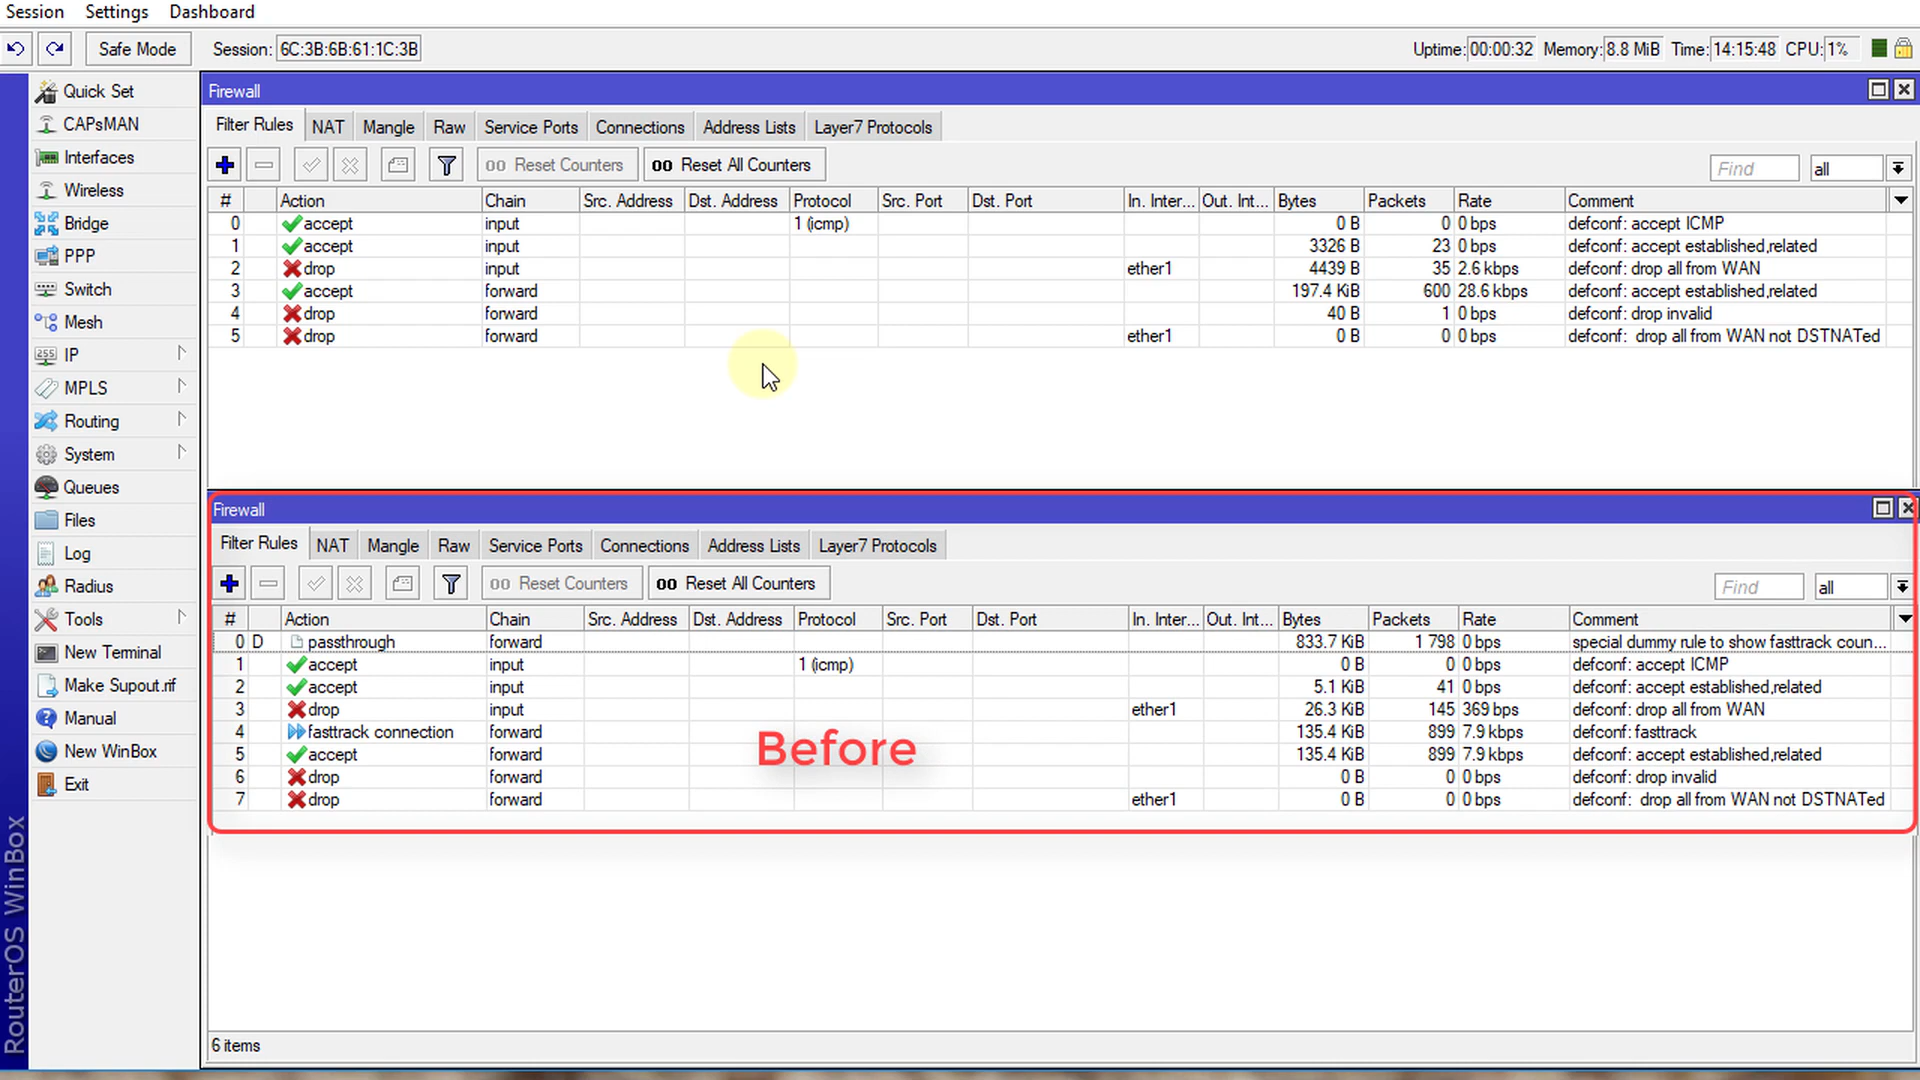 Session Settings Dashboard
Safe Mode Session: 6C:3B:6B:61:1C:3B Uptime: 00:00:32 Memory: 8.8 MiB Time: 14:15:48 CPU: 1%
Quick Set
CAPsMAN
Interfaces
Wireless
Bridge
PPP
Switch
Mesh
255 IP
MPLS
Routing
System
Queues
Files
Log
Radius
Tools
New Terminal
Make Supout.rif
Manual
New WinBox
Exit
RouterOS WinBox
Firewall
Filter Rules NAT Mangle Raw Service Ports Connections Address Lists Layer7 Protocols
00 Reset Counters 00 Reset All Counters Find all
# Action Chain Src. Address Dst. Address Protocol Src. Port Dst. Port In. Inter... Out. Int... Bytes Packets Rate Comment
0 accept input 1 (icmp) 0 B 0 0 bps defconf: accept ICMP
1 accept input 3326 B 23 0 bps defconf: accept established,related
2 drop input ether1 4439 B 35 2.6 kbps defconf: drop all from WAN
3 accept forward 197.4 KiB 600 28.6 kbps defconf: accept established,related
4 drop forward 40 B 1 0 bps defconf: drop invalid
5 drop forward ether1 0 B 0 0 bps defconf: drop all from WAN not DSTNATed
Firewall
Filter Rules NAT Mangle Raw Service Ports Connections Address Lists Layer7 Protocols
00 Reset Counters 00 Reset All Counters Find all
# Action Chain Src. Address Dst. Address Protocol Src. Port Dst. Port In. Inter... Out. Int... Bytes Packets Rate Comment
0 D passthrough forward 833.7 KiB 1 798 0 bps special dummy rule to show fasttrack coun...
1 accept input 1 (icmp) 0 B 0 0 bps defconf: accept ICMP
2 accept input 5.1 KiB 41 0 bps defconf: accept established,related
3 drop input ether1 26.3 KiB 145 369 bps defconf: drop all from WAN
4 fasttrack connection forward 135.4 KiB 899 7.9 kbps defconf: fasttrack
5 accept forward 135.4 KiB 899 7.9 kbps defconf: accept established,related
6 drop forward 0 B 0 0 bps defconf: drop invalid
7 drop forward ether1 0 B 0 0 bps defconf: drop all from WAN not DSTNATed
Before
6 items